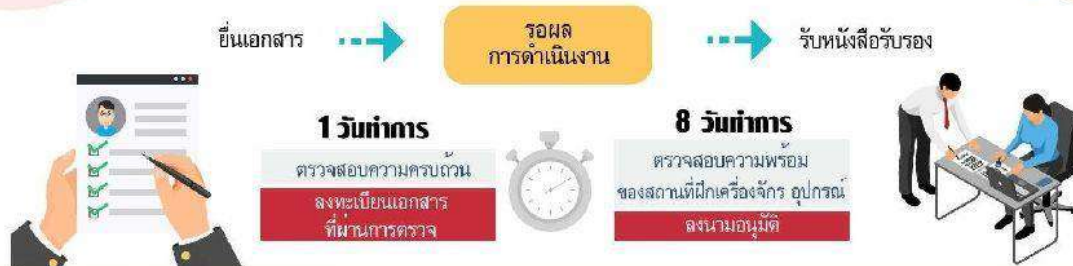 ยื่นเอกสาร
รอผล
การดำเนินงาน
รับหนังสือรับรอง
1 วันทำการ
ตรวจสอบความครบถ้วน
ลงทะเบียนเอกสาร
ที่ผ่านการตรวจ
8 วันทำการ
ตรวจสอบความพร้อม
ของสถานที่ฝึกเครื่องจักร อุปกรณ์
ลงนามอนุมัติ